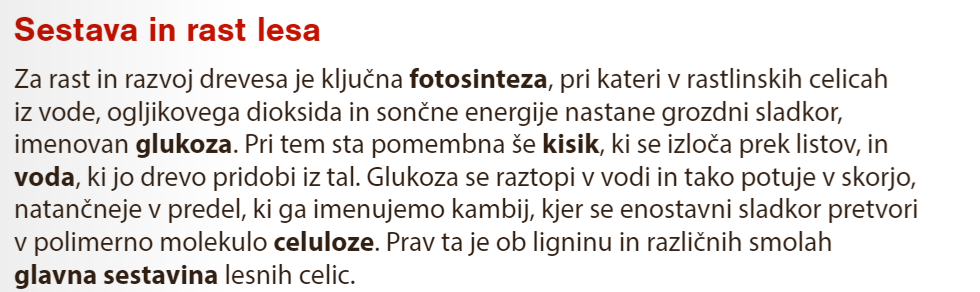 Sestava in rast lesa
Za rast in razvoj drevesa je ključna fotosinteza, pri kateri v rastlinskih celicah
iz vode, ogljikovega dioksida in sončne energije nastane grozdni sladkor,
imenovan glukoza. Pri tem sta pomembna še kisik, ki se izloča prek listov, in
voda, ki jo drevo pridobi iz tal. Glukoza se raztopi v vodi in tako potuje v skorjo,
natančneje v predel, ki ga imenujemo kambij, kjer se enostavni sladkor pretvori
v polimerno molekulo celuloze. Prav ta je ob ligninu in različnih smolah
glavna sestavina lesnih celic.